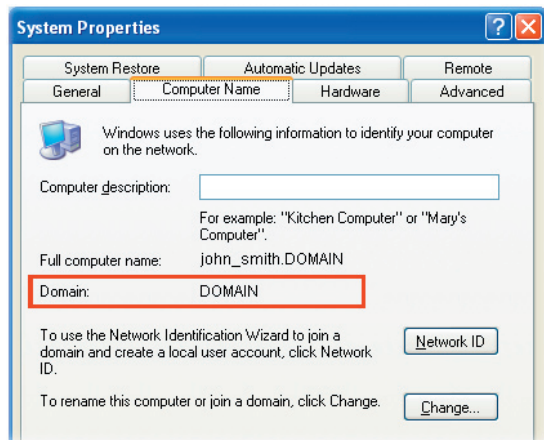 System Properties
System Restore Automatic Updates Remote
General Computer Name Hardware Advanced
Windows uses the following information to identify your computer
on the network.
Computer description:
For example: "Kitchen Computer" or "Mary's
Computer".
Full computer name: john_smith.DOMAIN
Domain: DOMAIN
To use the Network Identification Wizard to join a
domain and create a local user account, click Network
ID.
Network ID
To rename this computer or join a domain, click Change.
Change...